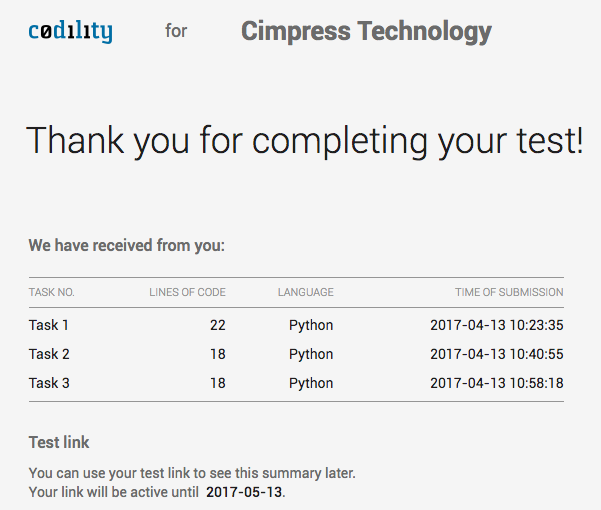 codility for Cimpress Technology
Thank you for completing your test!
We have received from you:
TASK NO. LINES OF CODE LANGUAGE TIME OF SUBMISSION
Task 1 22 Python 2017-04-13 10:23:35
Task 2 18 Python 2017-04-13 10:40:55
Task 3 18 Python 2017-04-13 10:58:18
Test link
You can use your test link to see this summary later.
Your link will be active until 2017-05-13.